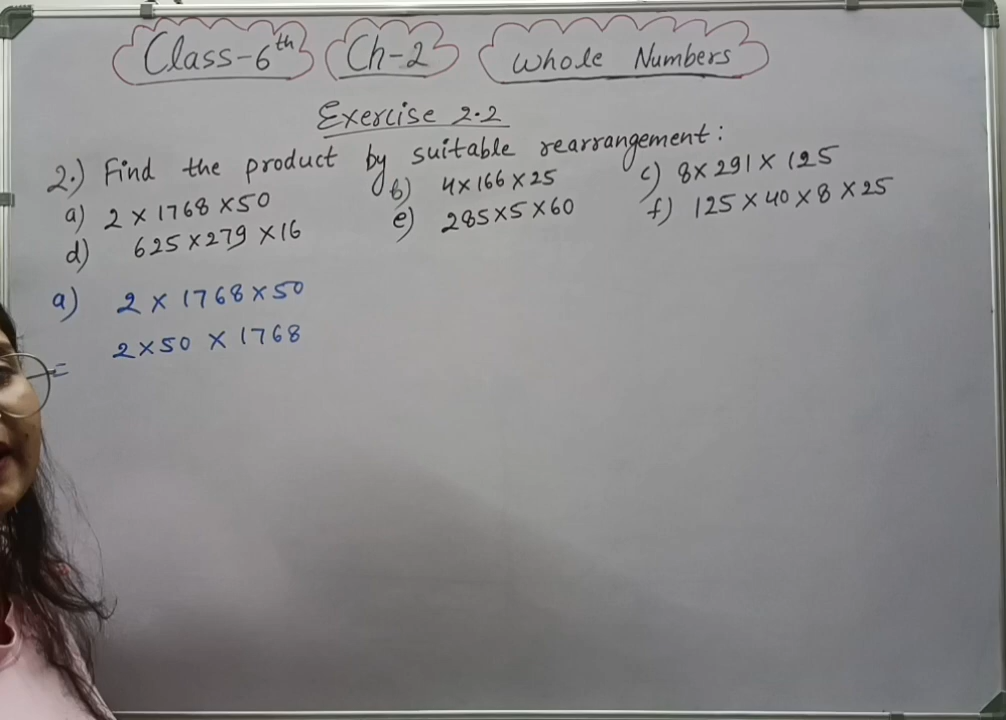 Class-6th Ch-2 Whole Numbers
Exercise 2.2
2.) Find the product by suitable rearrangement:
a) 2 × 1768 × 50 b) 4 × 166 × 25 c) 8 × 291 × 125
d) 625 × 279 × 16 e) 285 × 5 × 60 f) 125 × 40 × 8 × 25
a) 2 × 1768 × 50
= 2 × 50 × 1768